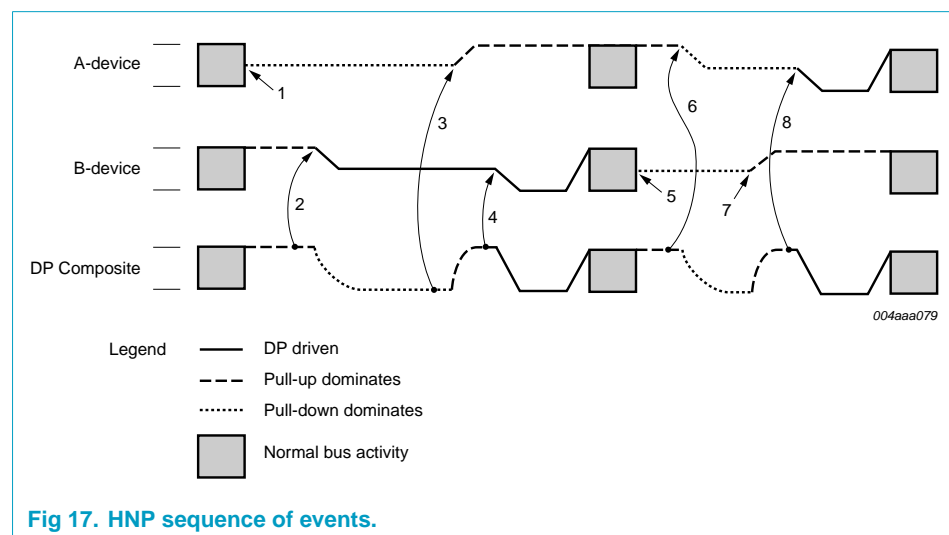 A-device
1
3
6
8
B-device
2
4
5
7
DP Composite
004aaa079
Legend
DP driven
Pull-up dominates
Pull-down dominates
Normal bus activity
Fig 17. HNP sequence of events.